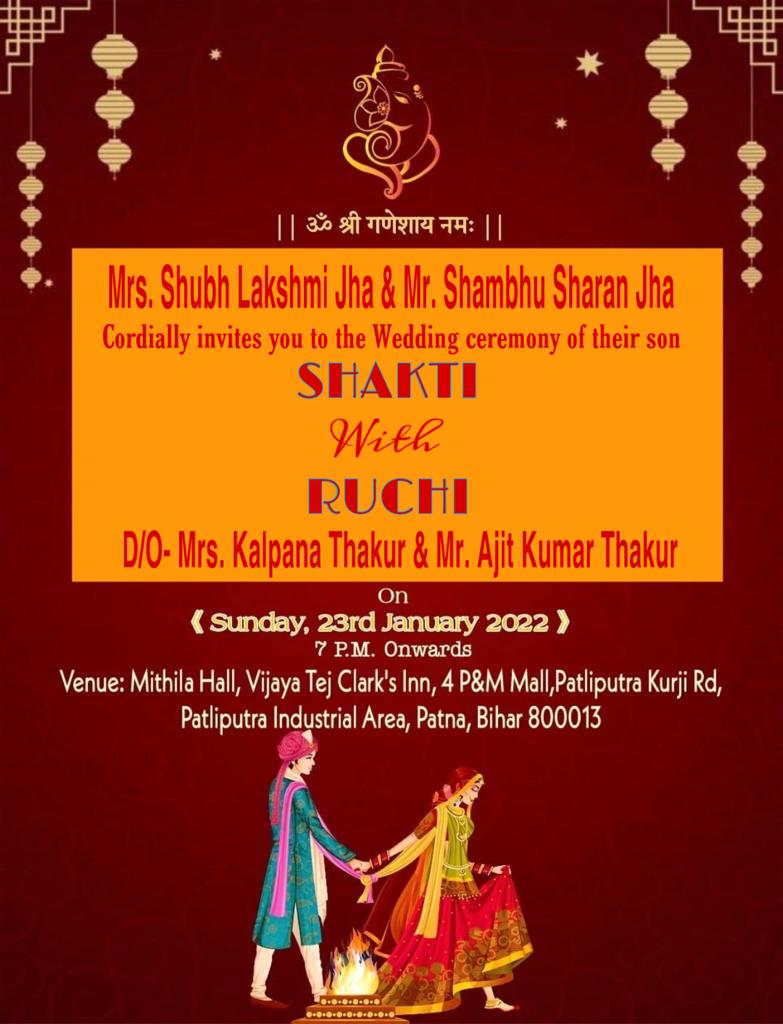 || ॐ श्री गणेशाय नमः ||
Mrs. Shubh Lakshmi Jha & Mr. Shambhu Sharan Jha
Cordially invites you to the Wedding ceremony of their son
SHAKTI
With
RUCHI
D/O- Mrs. Kalpana Thakur & Mr. Ajit Kumar Thakur
On
《 Sunday, 23rd January 2022 》
7 P.M. Onwards
Venue: Mithila Hall, Vijaya Tej Clark's Inn, 4 P&M Mall,Patliputra Kurji Rd,
Patliputra Industrial Area, Patna, Bihar 800013